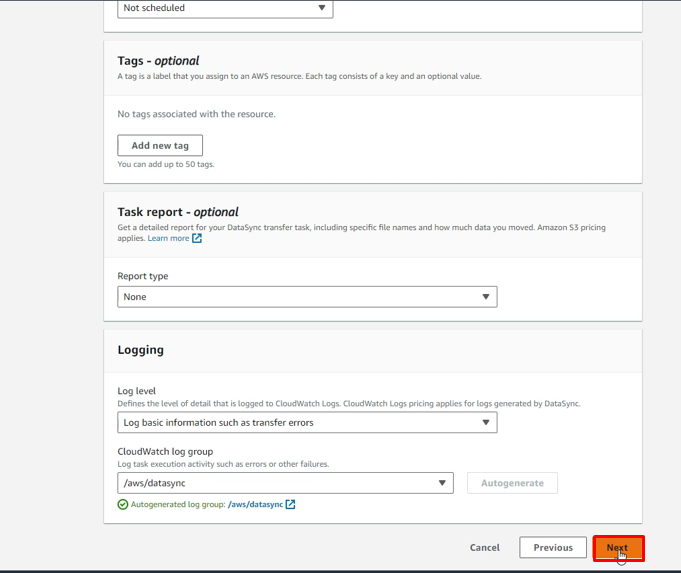 Not scheduled
Tags - optional
A tag is a label that you assign to an AWS resource. Each tag consists of a key and an optional value.
No tags associated with the resource.
Add new tag
You can add up to 50 tags.
Task report - optional
Get a detailed report for your DataSync transfer task, including specific file names and how much data you moved. Amazon S3 pricing
applies. Learn more
Report type
None
Logging
Log level
Defines the level of detail that is logged to CloudWatch Logs. CloudWatch Logs pricing applies for logs generated by DataSync.
Log basic information such as transfer errors
CloudWatch log group
Log task execution activity such as errors or other failures.
/aws/datasync
Autogenerate
Autogenerated log group: /aws/datasync
Cancel
Previous
Next